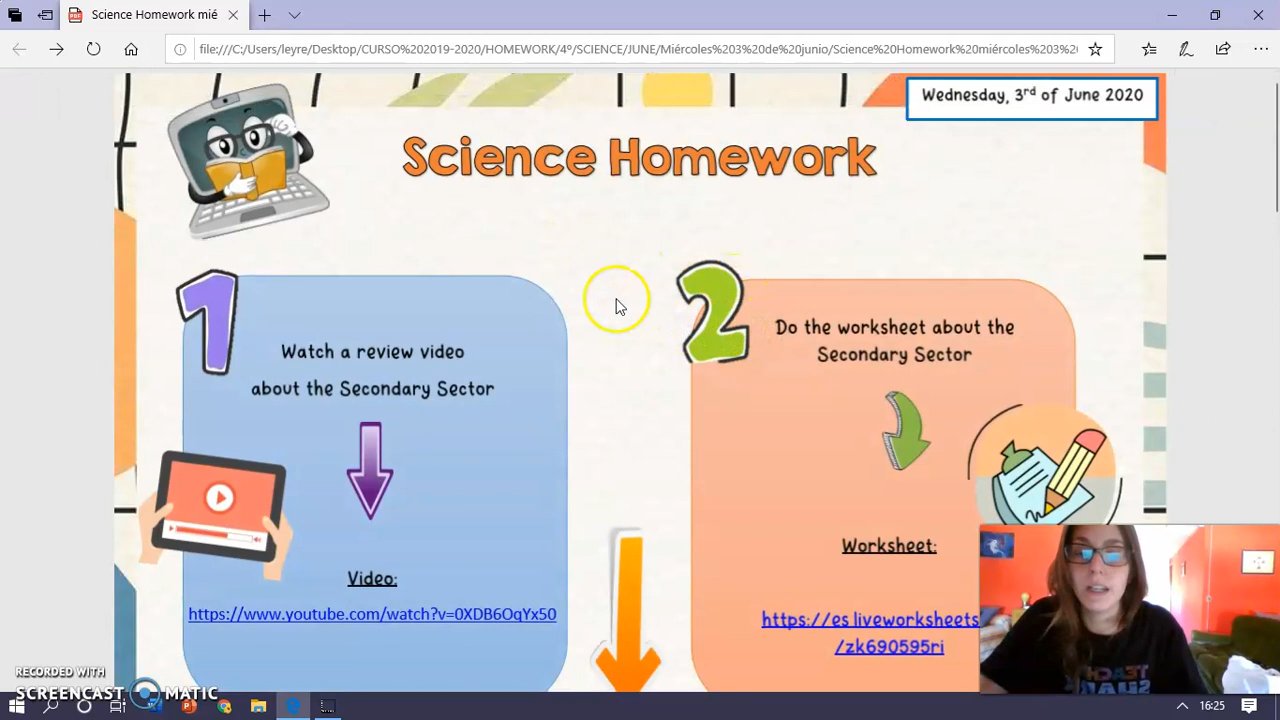 PDF
Science Homework mié
file:///C:/Users/leyre/Desktop/CURSO%202019-2020/HOMEWORK/4º/SCIENCE/JUNE/Miércoles%203%20de%20junio/Science%20Homework%20miércoles%203%
Wednesday, 3rd of June 2020
Science Homework
1
Watch a review video
about the Secondary Sector
Video:
https://www.youtube.com/watch?v=0XDB6OqYx50
2
Do the worksheet about the
Secondary Sector
Worksheet:
https://es.liveworksheets
/zk690595ri
RECORDED WITH
SCREENCAST MATIC
16:25